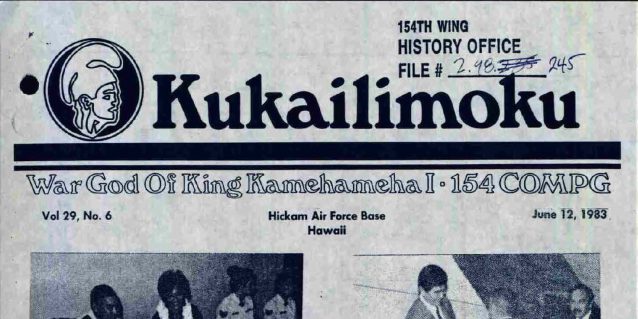 154TH WING
HISTORY OFFICE
FILE # 2.98. 245
Kukailimoku
War God Of King Kamehameha I • 154 COMPG
Vol 29, No. 6
Hickam Air Force Base
Hawaii
June 12, 1983